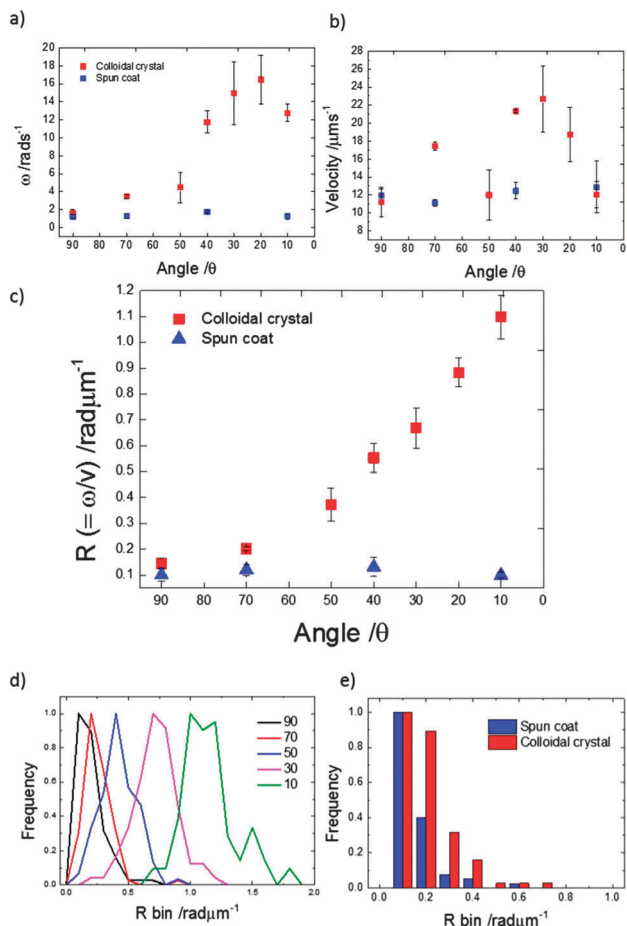 a)
ω /rads-1
20
18
16
14
12
10
8
6
4
2
0
Colloidal crystal
Spun coat
90 80 70 60 50 40 30 20 10 0
Angle /θ
b)
Velocity /μms-1
28
26
24
22
20
18
16
14
12
10
8
90 80 70 60 50 40 30 20 10 0
Angle /θ
c)
R (= ω/v) /radμm-1
1.2
1.1
1.0
0.9
0.8
0.7
0.6
0.5
0.4
0.3
0.2
0.1
Colloidal crystal
Spun coat
90 80 70 60 50 40 30 20 10 0
Angle /θ
d)
Frequency
1.0
0.8
0.6
0.4
0.2
0.0
90
70
50
30
10
0.0 0.5 1.0 1.5 2.0
R bin /radμm-1
e)
Frequency
1.0
0.8
0.6
0.4
0.2
0.0
Spun coat
Colloidal crystal
0.0 0.2 0.4 0.6 0.8 1.0
R bin /radμm-1